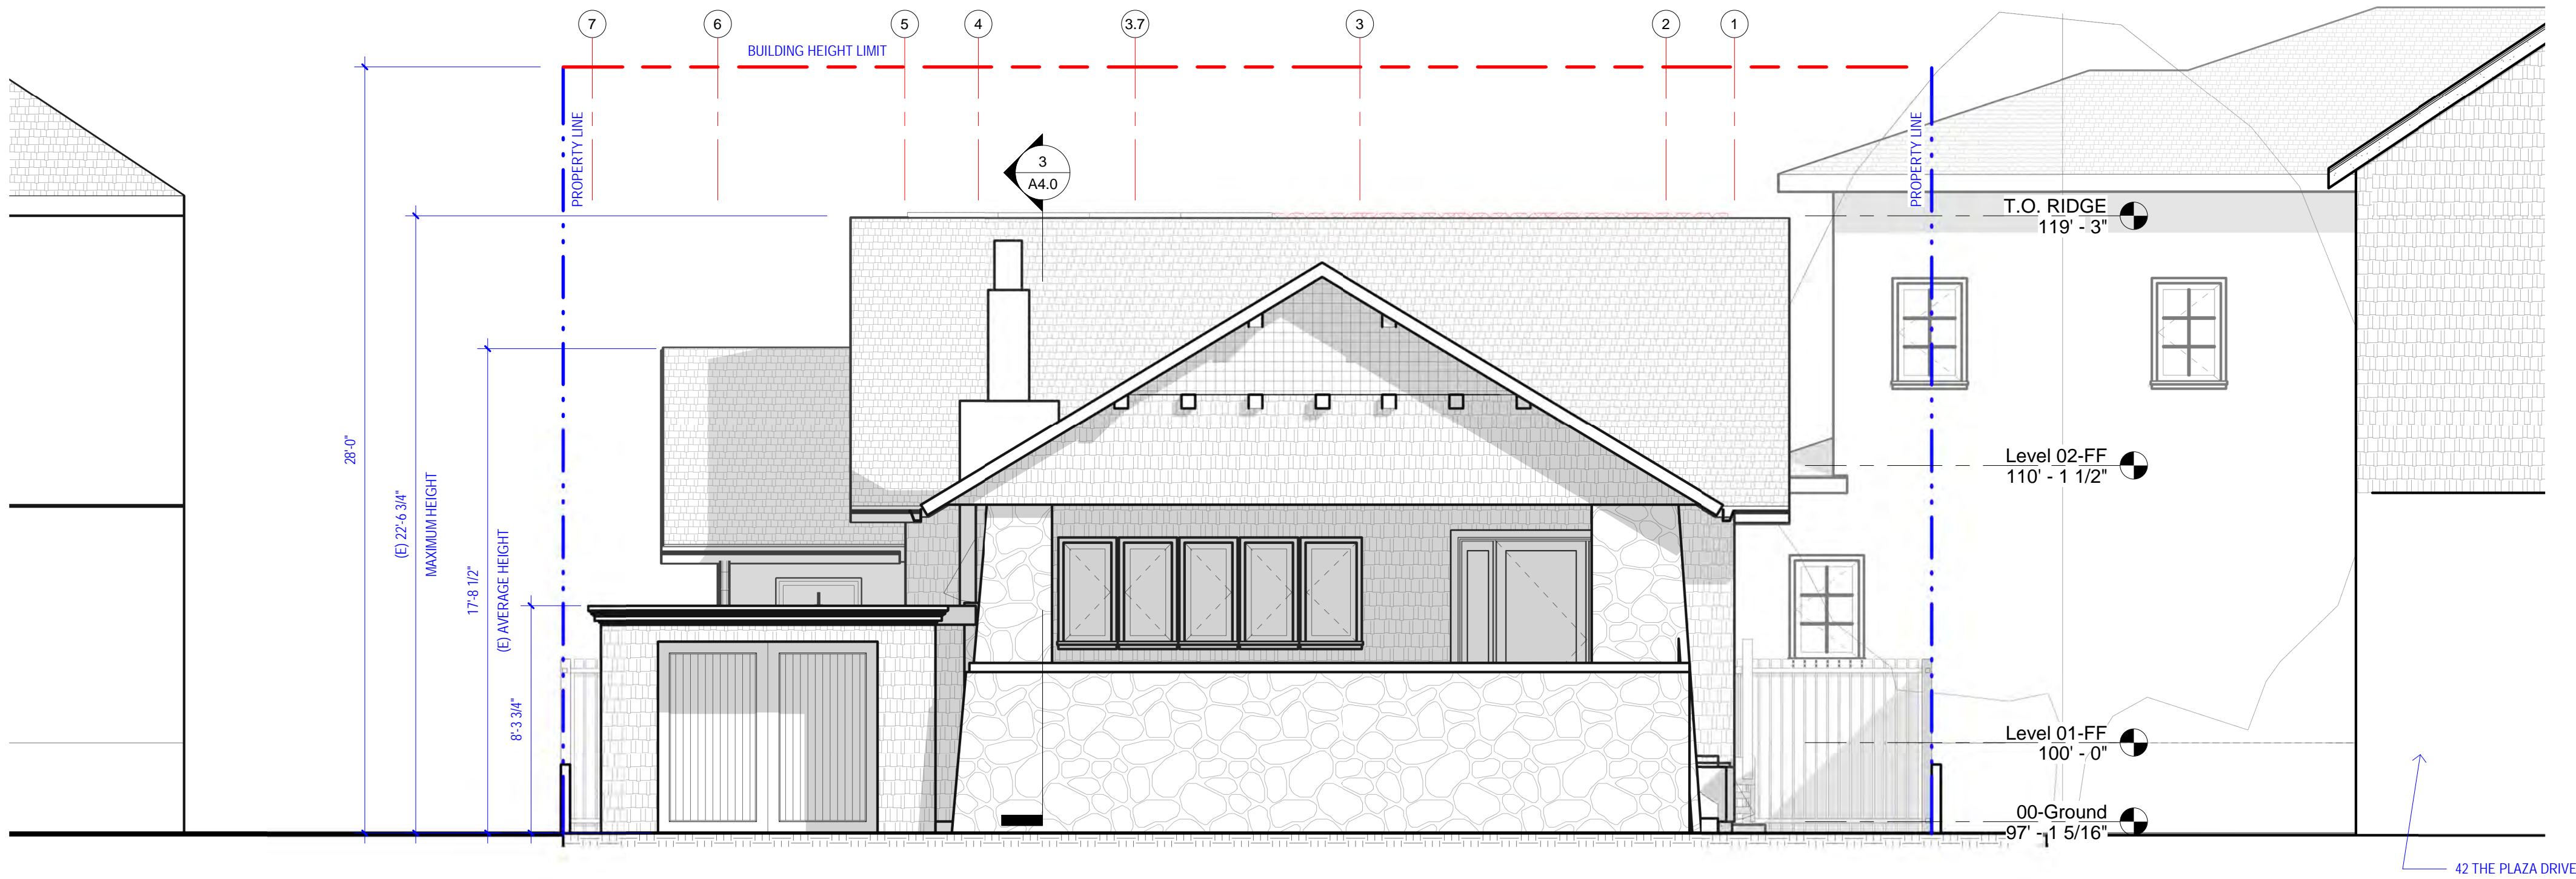 7
6
5
4
3.7
3
2
1
BUILDING HEIGHT LIMIT
PROPERTY LINE
PROPERTY LINE
3
A4.0
T.O. RIDGE
119' - 3"
28'-0"
(E) 22'-6 3/4"
MAXIMUM HEIGHT
17'-8 1/2"
(E) AVERAGE HEIGHT
8'-3 3/4"
Level 02-FF
110' - 1 1/2"
Level 01-FF
100' - 0"
00-Ground
97' - 1 5/16"
42 THE PLAZA DRIVE